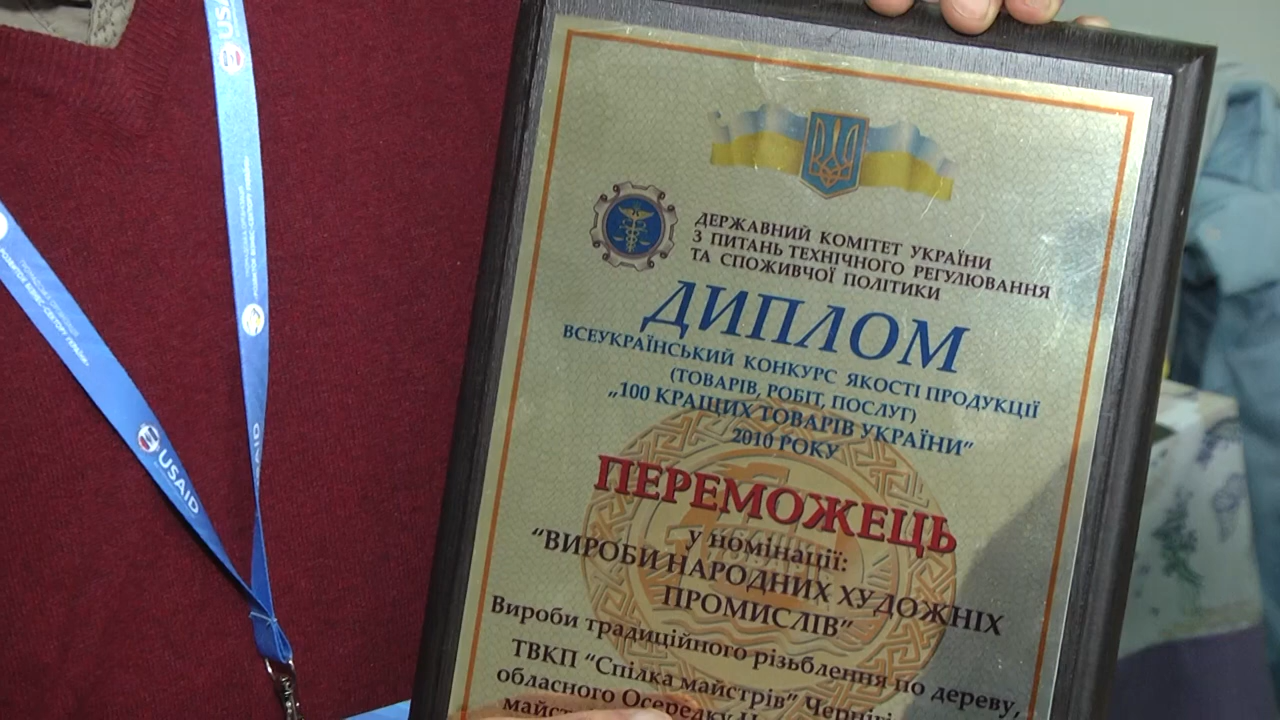 ДЕРЖАВНИЙ КОМІТЕТ УКРАЇНИ
З ПИТАНЬ ТЕХНІЧНОГО РЕГУЛЮВАННЯ
ТА СПОЖИВЧОЇ ПОЛІТИКИ
ДИПЛОМ
ВСЕУКРАЇНСЬКИЙ КОНКУРС ЯКОСТІ ПРОДУКЦІЇ
(ТОВАРІВ, РОБІТ, ПОСЛУГ)
„100 КРАЩИХ ТОВАРІВ УКРАЇНИ”
2010 РОКУ
ПЕРЕМОЖЕЦЬ
у номінації:
“ВИРОБИ НАРОДНИХ ХУДОЖНІХ
ПРОМИСЛІВ”
Вироби традиційного різьблення по дереву,
ТВКП “Спілка майстрів”
обласного Осередку
USAID